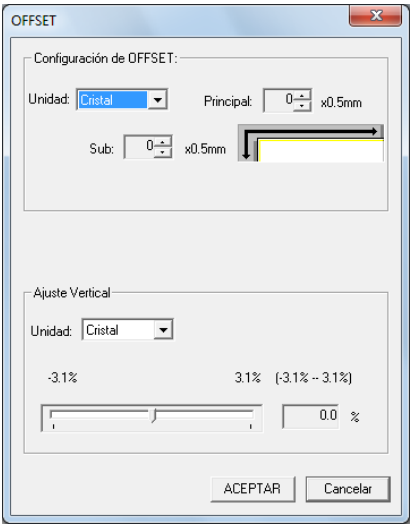 OFFSET
Configuración de OFFSET:
Unidad: Cristal Principal: 0 x0.5mm
Sub: 0 x0.5mm
Ajuste Vertical
Unidad: Cristal
-3.1% 3.1% (-3.1% -- 3.1%)
0.0 %
ACEPTAR Cancelar